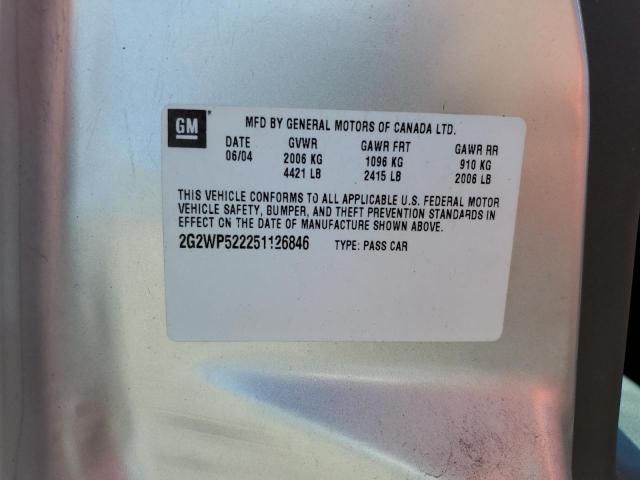 GM
MFD BY GENERAL MOTORS OF CANADA LTD.
DATE GVWR GAWR FRT GAWR RR
06/04 2006 KG 1096 KG 910 KG
4421 LB 2415 LB 2006 LB
THIS VEHICLE CONFORMS TO ALL APPLICABLE U.S. FEDERAL MOTOR
VEHICLE SAFETY, BUMPER, AND THEFT PREVENTION STANDARDS IN
EFFECT ON THE DATE OF MANUFACTURE SHOWN ABOVE.
2G2WP522251126846 TYPE: PASS CAR